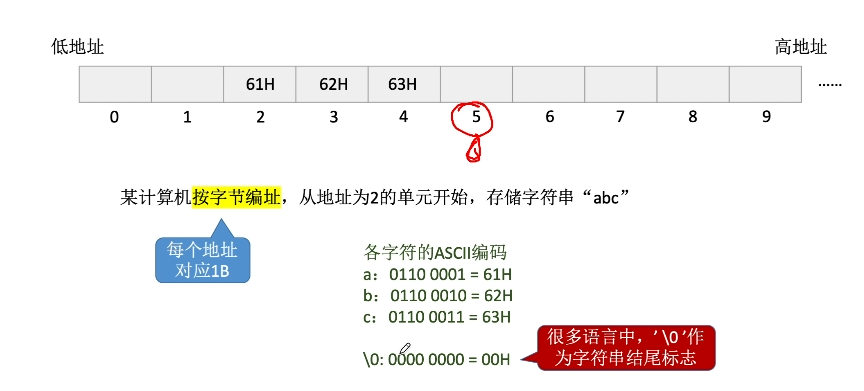 低地址 高地址
61H 62H 63H ......
0 1 2 3 4 5 6 7 8 9
某计算机按字节编址，从地址为2的单元开始，存储字符串“abc”
每个地址
对应1B
各字符的ASCII编码
a：0110 0001 = 61H
b：0110 0010 = 62H
c：0110 0011 = 63H
\0: 0000 0000 = 00H
很多语言中，’\0’作
为字符串结尾标志